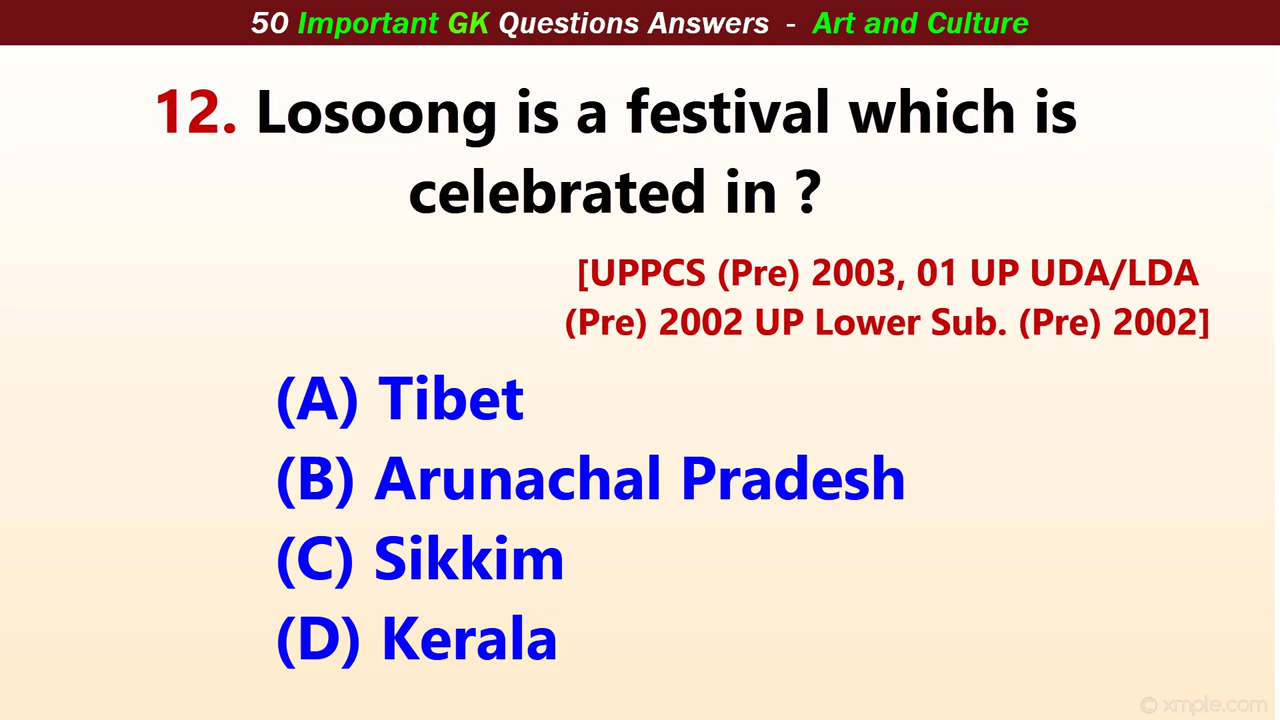 50 Important GK Questions Answers - Art and Culture
12. Losoong is a festival which is
celebrated in ?
[UPPCS (Pre) 2003, 01 UP UDA/LDA
(Pre) 2002 UP Lower Sub. (Pre) 2002]
(A) Tibet
(B) Arunachal Pradesh
(C) Sikkim
(D) Kerala
© xmple.com